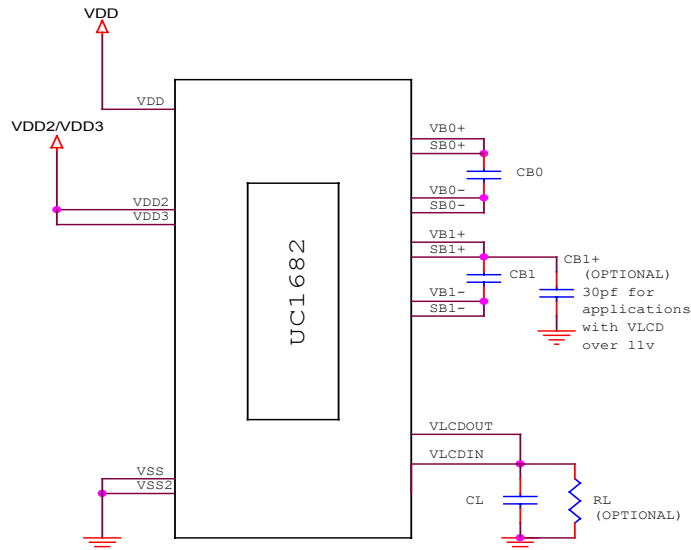 VDD
VDD
VDD2/VDD3
VDD2
VDD3
VSS
VSS2
UC1682
VB0+
SB0+
CB0
VB0-
SB0-
VB1+
SB1+
CB1
VB1-
SB1-
CB1+
(OPTIONAL)
30pf for
applications
with VLCD
over 11v
VLCDOUT
VLCDIN
CL
RL
(OPTIONAL)